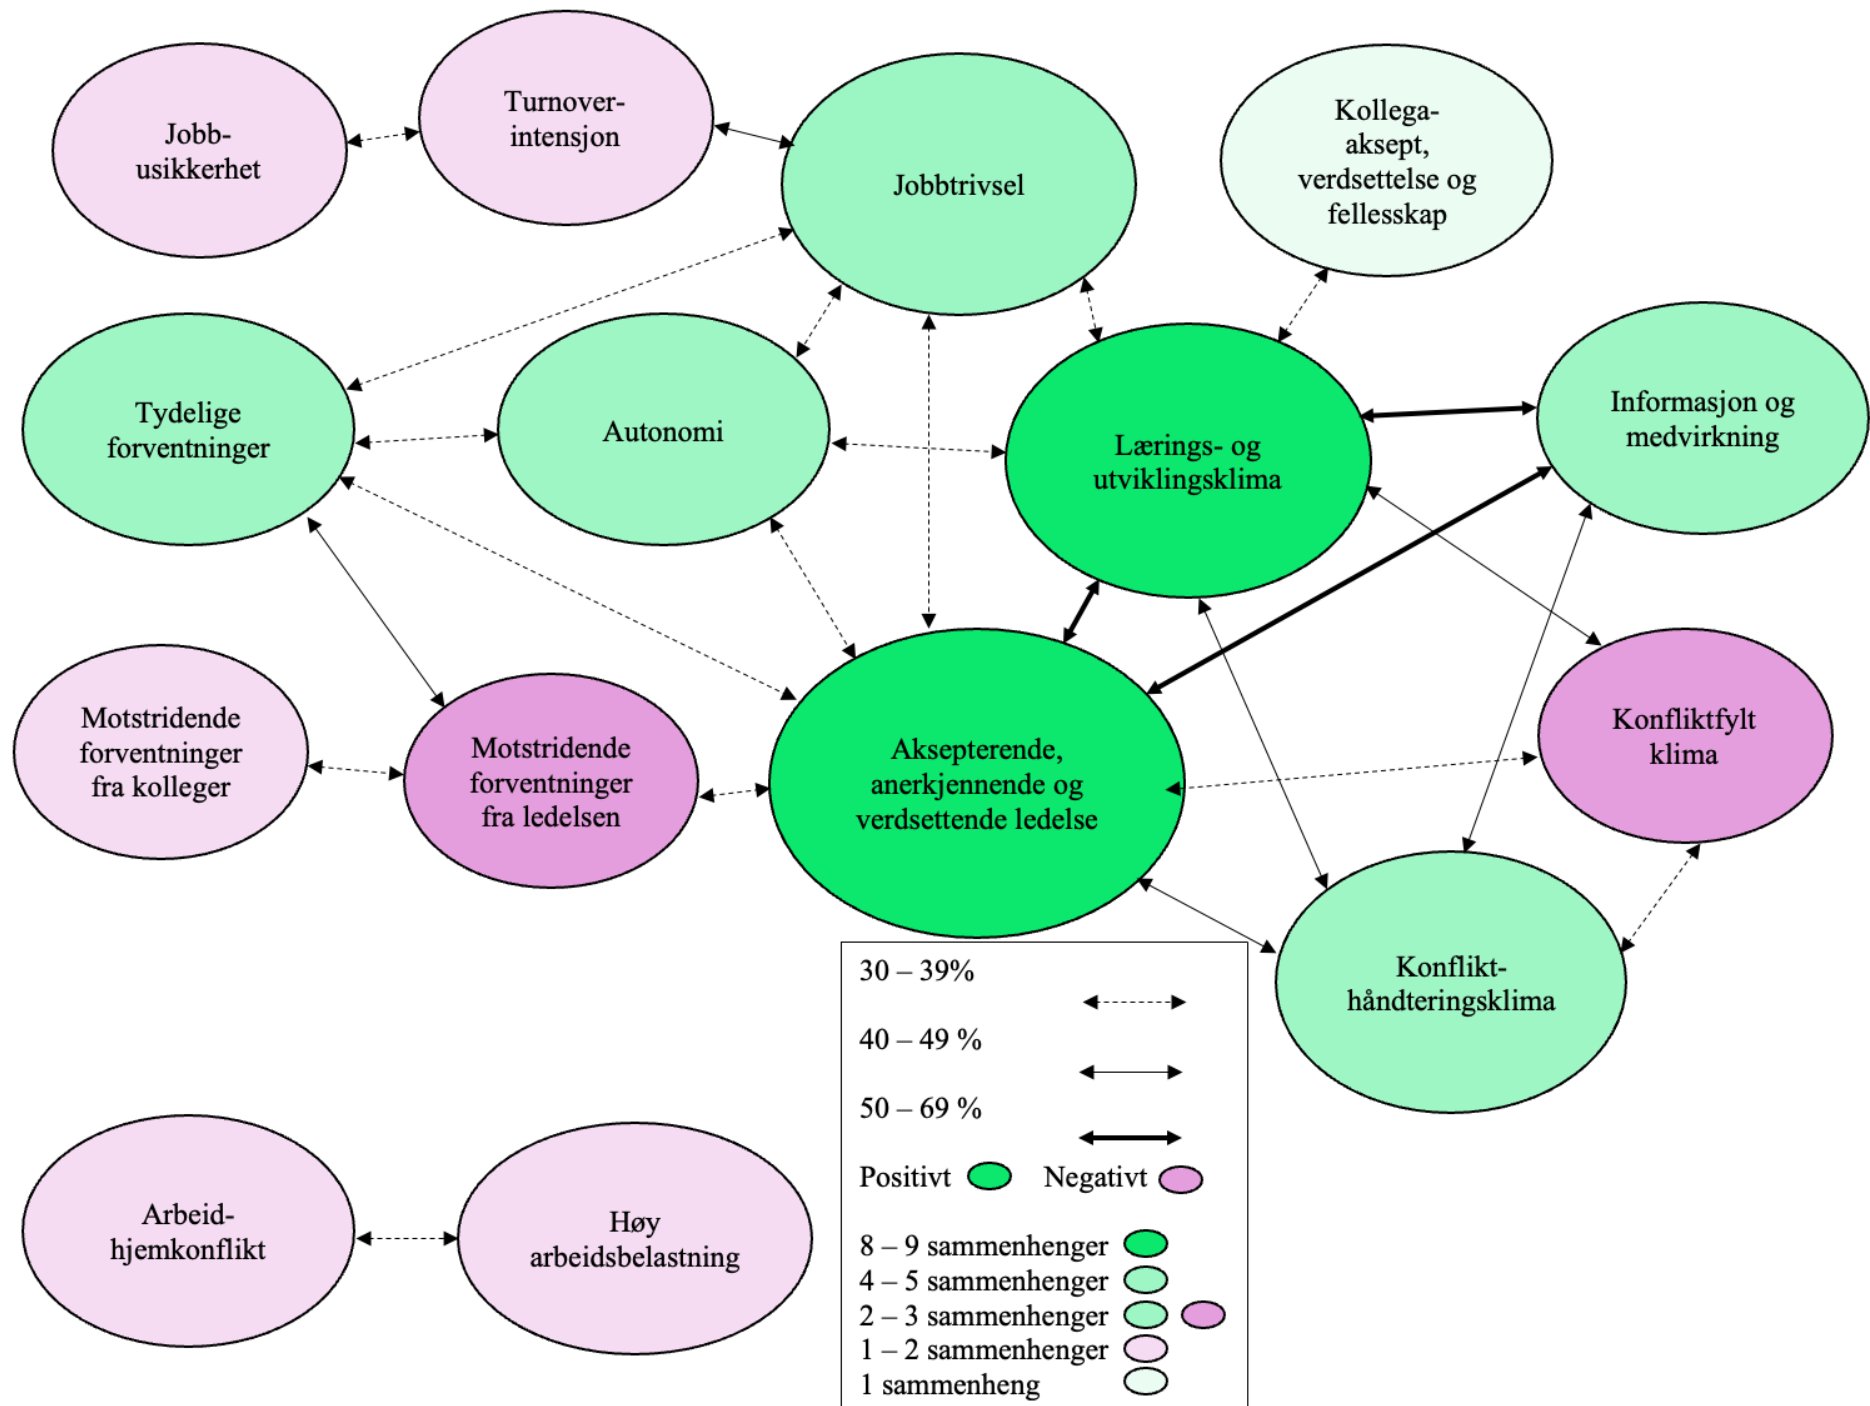 Jobb-
usikkerhet
Turnover-
intensjon
Jobbtrivsel
Kollega-
aksept,
verdsettelse og
fellesskap
Tydelige
forventninger
Autonomi
Lærings- og
utviklingsklima
Informasjon og
medvirkning
Motstridende
forventninger
fra kolleger
Motstridende
forventninger
fra ledelsen
Aksepterende,
anerkjennende og
verdsettende ledelse
Konfliktfylt
klima
Konflikt-
håndteringsklima
Arbeid-
hjemkonflikt
Høy
arbeidsbelastning
30 – 39%
40 – 49 %
50 – 69 %
Positivt Negativt
8 – 9 sammenhenger
4 – 5 sammenhenger
2 – 3 sammenhenger
1 – 2 sammenhenger
1 sammenheng